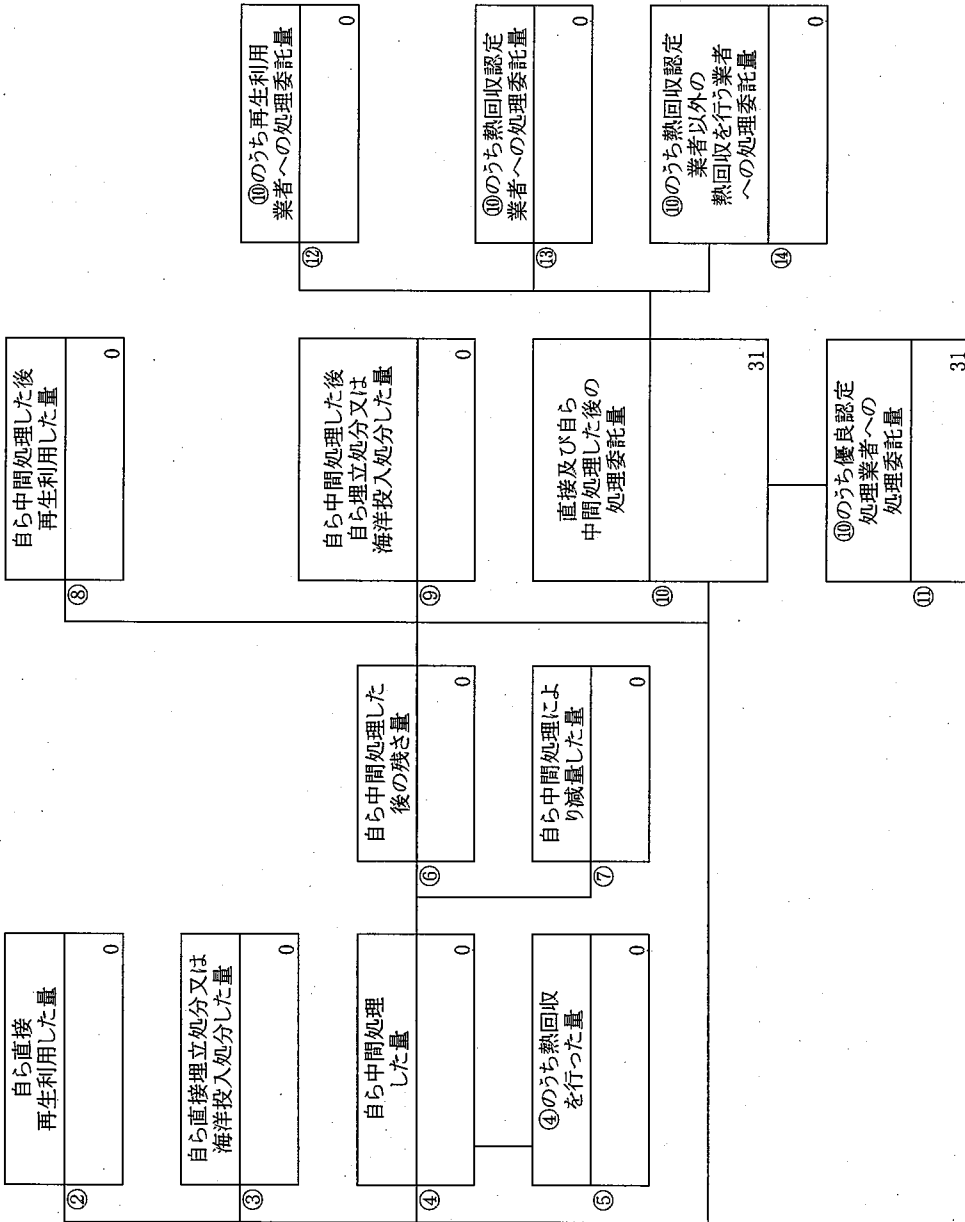 ②
自ら直接
再生利用した量
0
③
自ら直接埋立処分又は
海洋投入処分した量
0
④
自ら中間処理
した量
0
⑤
④のうち熱回収
を行った量
0
⑥
自ら中間処理した
後の残さ量
0
⑦
自ら中間処理によ
り減量した量
0
⑧
自ら中間処理した後
再生利用した量
0
⑨
自ら中間処理した後
自ら埋立処分又は
海洋投入処分した量
0
⑩
直接及び自ら
中間処理した後の
処理委託量
31
⑪
⑩のうち優良認定
処理業者への
処理委託量
31
⑫
⑩のうち再生利用
業者への処理委託量
0
⑬
⑩のうち熱回収認定
業者への処理委託量
0
⑭
⑩のうち熱回収認定
業者以外の
熱回収を行う業者
への処理委託量
0